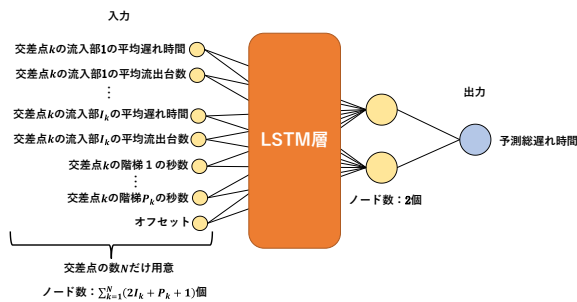 入力
交差点kの流入部1の平均遅れ時間
交差点kの流入部1の平均流出台数
⋮
交差点kの流入部I_kの平均遅れ時間
交差点kの流入部I_kの平均流出台数
交差点kの階梯1の秒数
⋮
交差点kの階梯P_kの秒数
オフセット
交差点の数Nだけ用意
ノード数：∑_{k=1}^{N}(2I_k + P_k + 1)個
LSTM層
ノード数：2個
出力
予測総遅れ時間